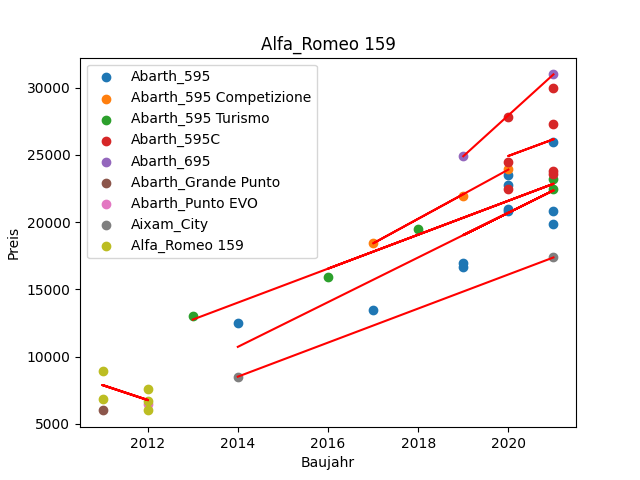 Alfa_Romeo 159
Abarth_595
Abarth_595 Competizione
Abarth_595 Turismo
Abarth_595C
Abarth_695
Abarth_Grande Punto
Abarth_Punto EVO
Aixam_City
Alfa_Romeo 159
30000
25000
20000
15000
10000
5000
Preis
2012 2014 2016 2018 2020
Baujahr